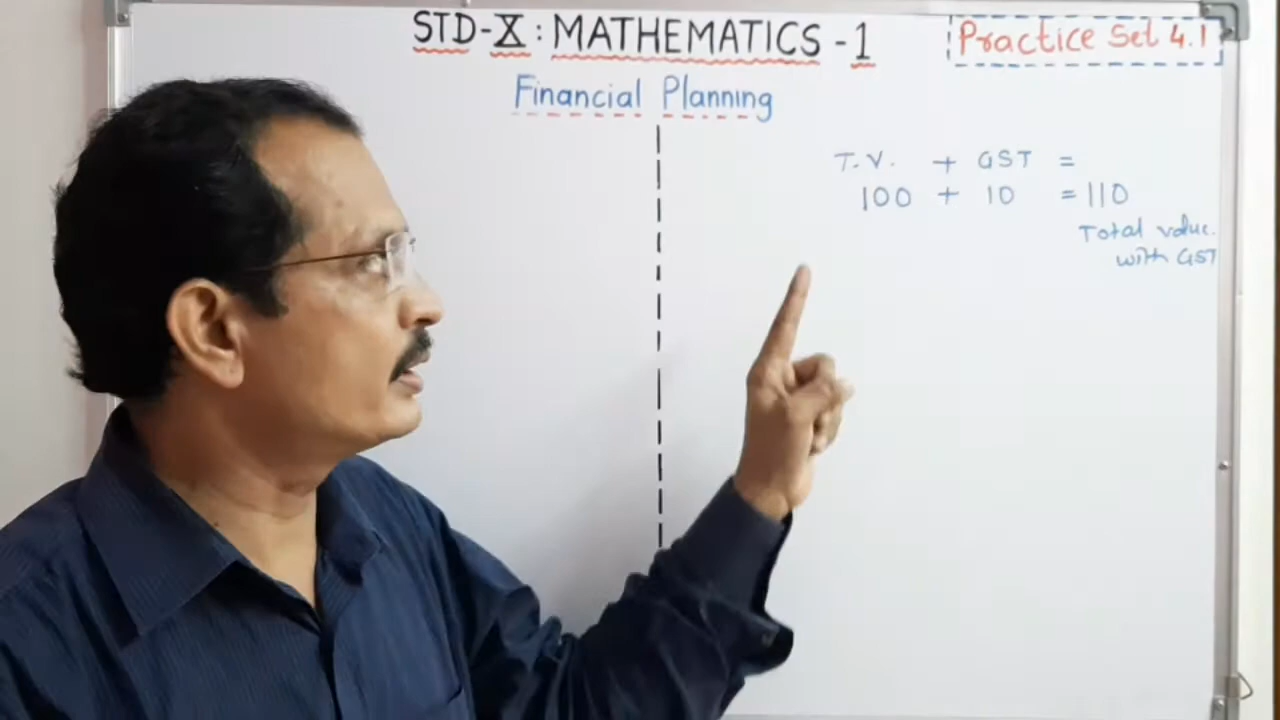 STD-X : MATHEMATICS - 1
Practice Set 4.1
Financial Planning
T.V. + GST =
100 + 10 = 110
Total value.
with GST